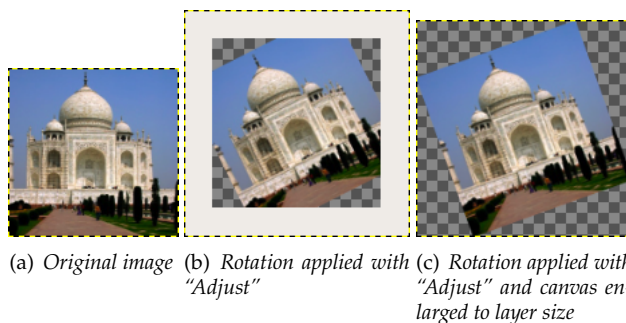 (a) Original image
(b) Rotation applied with
“Adjust”
(c) Rotation applied with
“Adjust” and canvas en-
larged to layer size